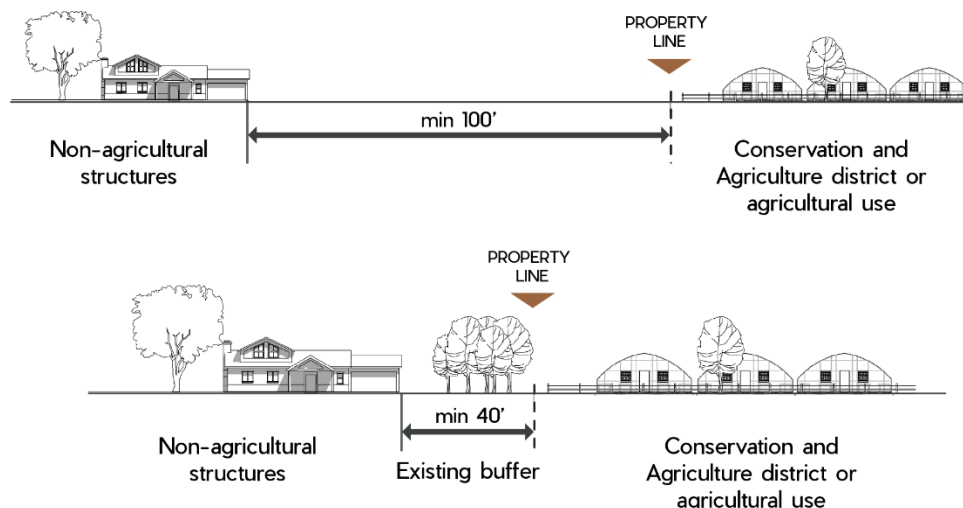 PROPERTY
LINE
min 100'
Non-agricultural
structures
Conservation and
Agriculture district or
agricultural use
PROPERTY
LINE
min 40'
Non-agricultural
structures
Existing buffer
Conservation and
Agriculture district or
agricultural use